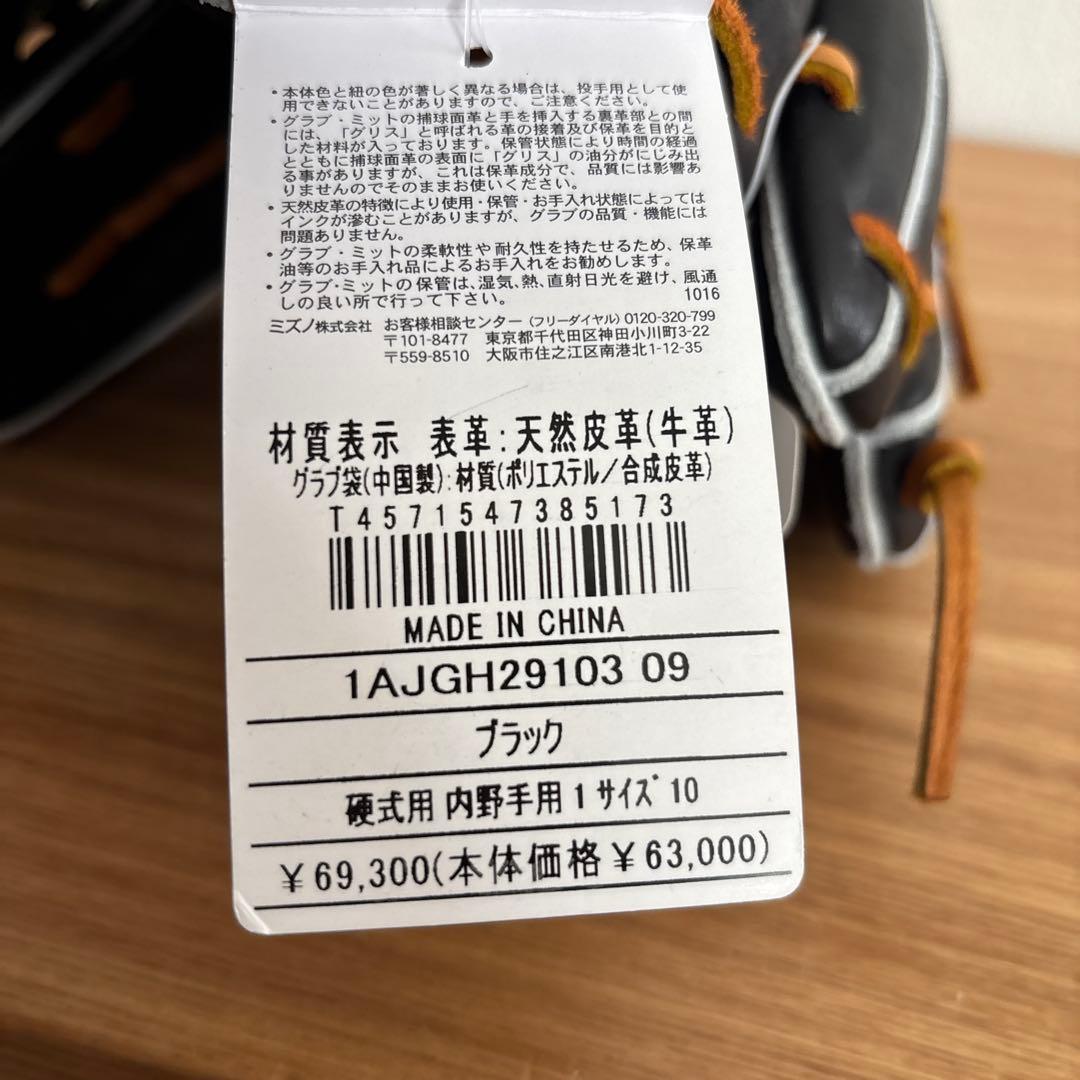 ・本体色と紐の色が著しく異なる場合は、投手用として使
用できないことがありますので、ご注意ください。
・グラブ・ミットの捕球面革と手を挿入する裏革部との間
には、「グリス」と呼ばれる革の接着及び保革を目的と
した材料が入っております。保管状態により時間の経過
とともに捕球面革の表面に「グリス」の油分がにじみ出
る事がありますが、これは保革成分で、品質には影響あ
りませんのでそのままお使いください。
・天然皮革の特徴により使用・保管・お手入れ状態によっては
インクが滲むことがありますが、グラブの品質・機能には
問題ありません。
・グラブ・ミットの柔軟性や耐久性を持たせるため、保革
油等のお手入れ品によるお手入れをお勧めします。
・グラブ・ミットの保管は、湿気、熱、直射日光を避け、風通
しの良い所で行って下さい。 1016
ミズノ株式会社 お客様相談センター(フリーダイヤル)0120-320-799
〒101-8477 東京都千代田区神田小川町3-22
〒559-8510 大阪市住之江区南港北1-12-35
材質表示 表革:天然皮革(牛革)
グラブ袋(中国製):材質(ポリエステル/合成皮革)
T4571547385173
MADE IN CHINA
1AJGH29103 09
ブラック
硬式用 内野手用1 サイズ10
¥69,300(本体価格¥63,000)